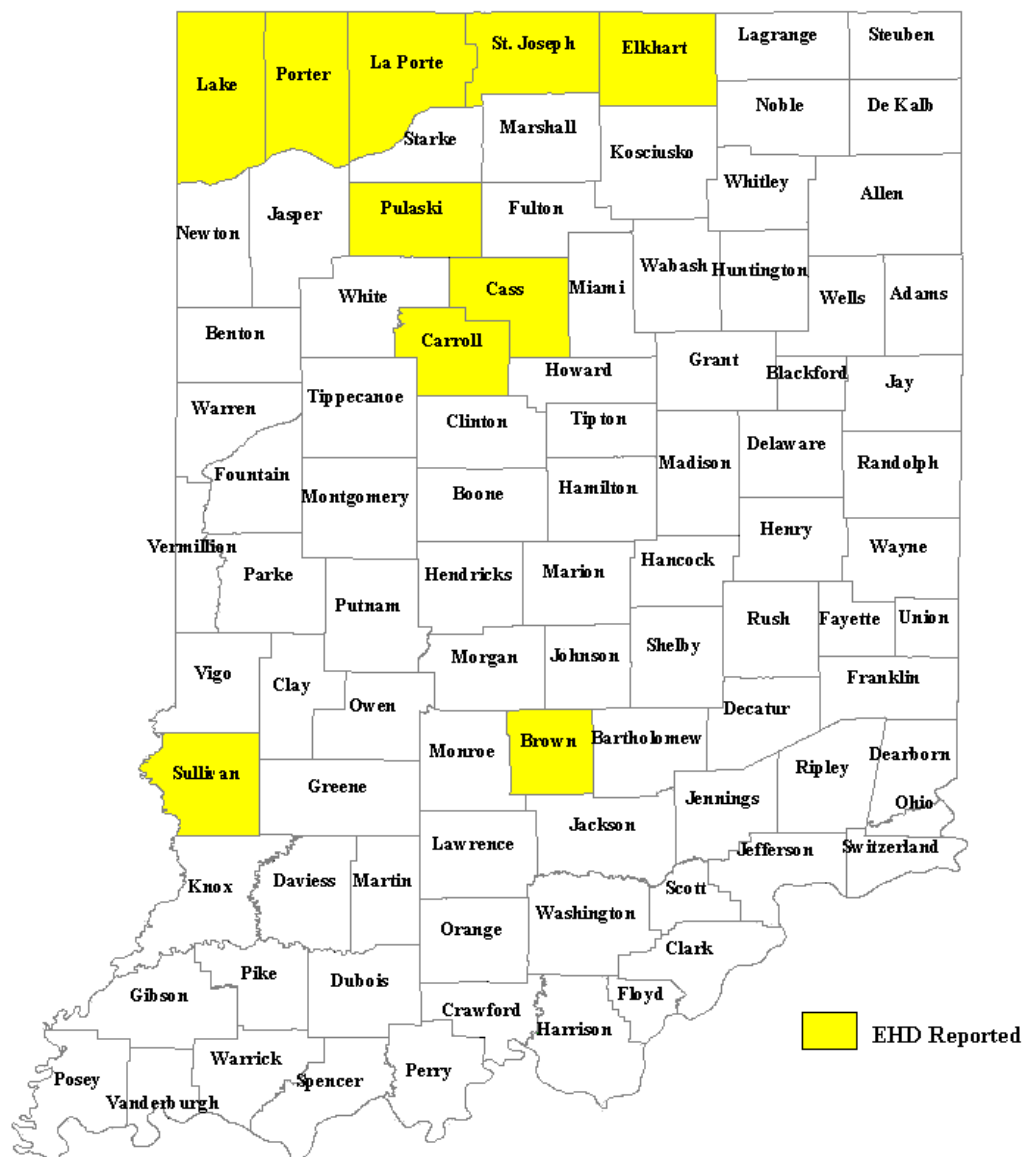 Lagrange
Steuben
St. Joseph
Elkhart
La Porte
Porter
Lake
Noble
De Kalb
Marshall
Starke
Kosciusko
Whitley
Allen
Pulaski
Fulton
Jasper
Newton
Wabash
Huntington
Miami
Cass
White
Wells
Adams
Benton
Carroll
Grant
Howard
Blackford
Jay
Tippecanoe
Warren
Clinton
Tipton
Delaware
Madison
Randolph
Fountain
Montgomery
Boone
Hamilton
Henry
Vermillion
Wayne
Hancock
Parke
Hendricks
Marion
Putnam
Rush
Fayette
Union
Shelby
Morgan
Johnson
Vigo
Clay
Franklin
Owen
Decatur
Brown
Bartholomew
Monroe
Dearborn
Ripley
Sullivan
Greene
Jennings
Ohio
Jackson
Lawrence
Jefferson
Switzerland
Knox
Daviess
Martin
Scott
Washington
Orange
Clark
Pike
Dubois
Gibson
Floyd
Crawford
Harrison
EHD Reported
Warrick
Perry
Posey
Spencer
Vanderburgh